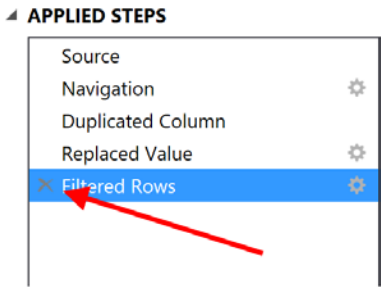 APPLIED STEPS
Source
Navigation
Duplicated Column
Replaced Value
Filtered Rows